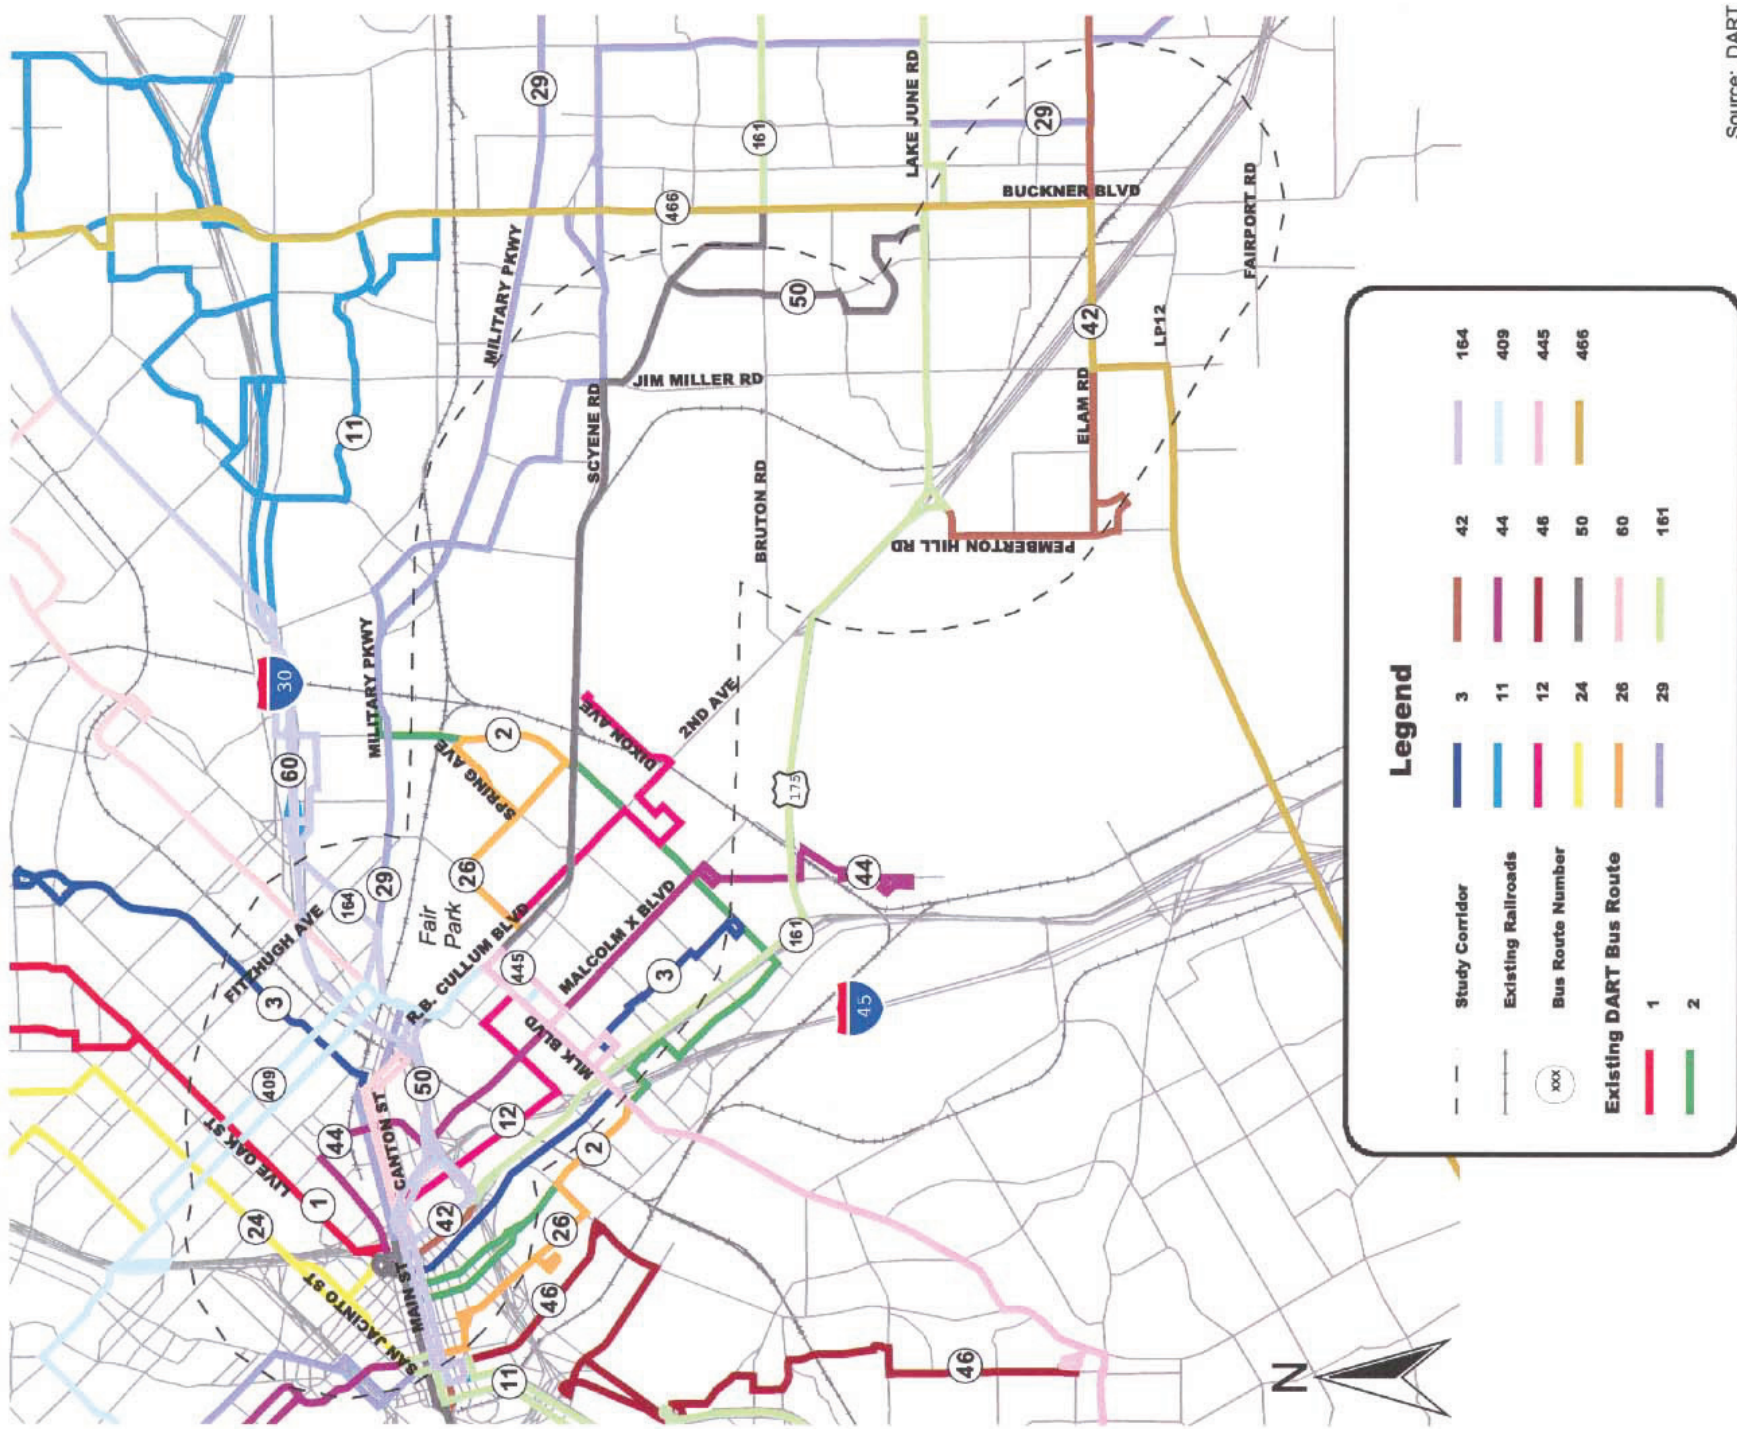 29
161
LAKE JUNE RD
29
466
BUCKNER BLVD
FAIRPORT RD
MILITARY PKWY
50
42
LP12
11
SCYENE RD
JIM MILLER RD
ELAM RD
BRUTON RD
PEMBERTON HILL RD
30
MILITARY PKWY
60
SPRING AVE
2
DIXON AVE
2ND AVE
175
164
29
26
Fair
Park
44
FITZHUGH AVE
3
R.B. CULLUM BLVD
445
MALCOLM X BLVD
3
161
45
409
50
MLK BLVD
LIVE OAK ST
44
CANTON ST
12
2
24
1
42
26
SAN JACINTO ST
MAIN ST
46
11
46
N
Legend
Study Corridor
Existing Railroads
xxx
Bus Route Number
Existing DART Bus Route
1
2
3
11
12
24
26
29
42
44
46
50
60
161
164
409
445
466
Source: DART